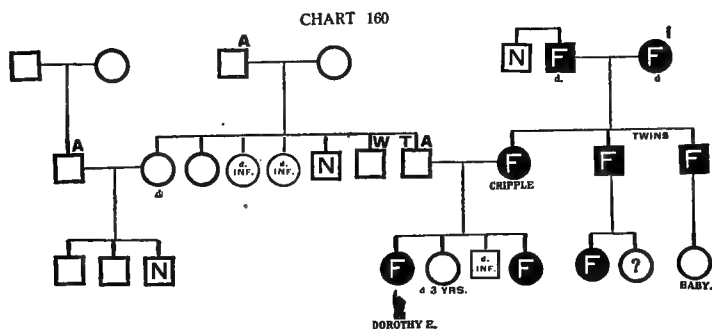 CHART 160
A
f
N F F
d. d
A W T A TWINS
d. INF. d. INF. N F F F
d. CRIPPLE
N F d. INF. F F ?
d 3 YRS. BABY.
DOROTHY E.